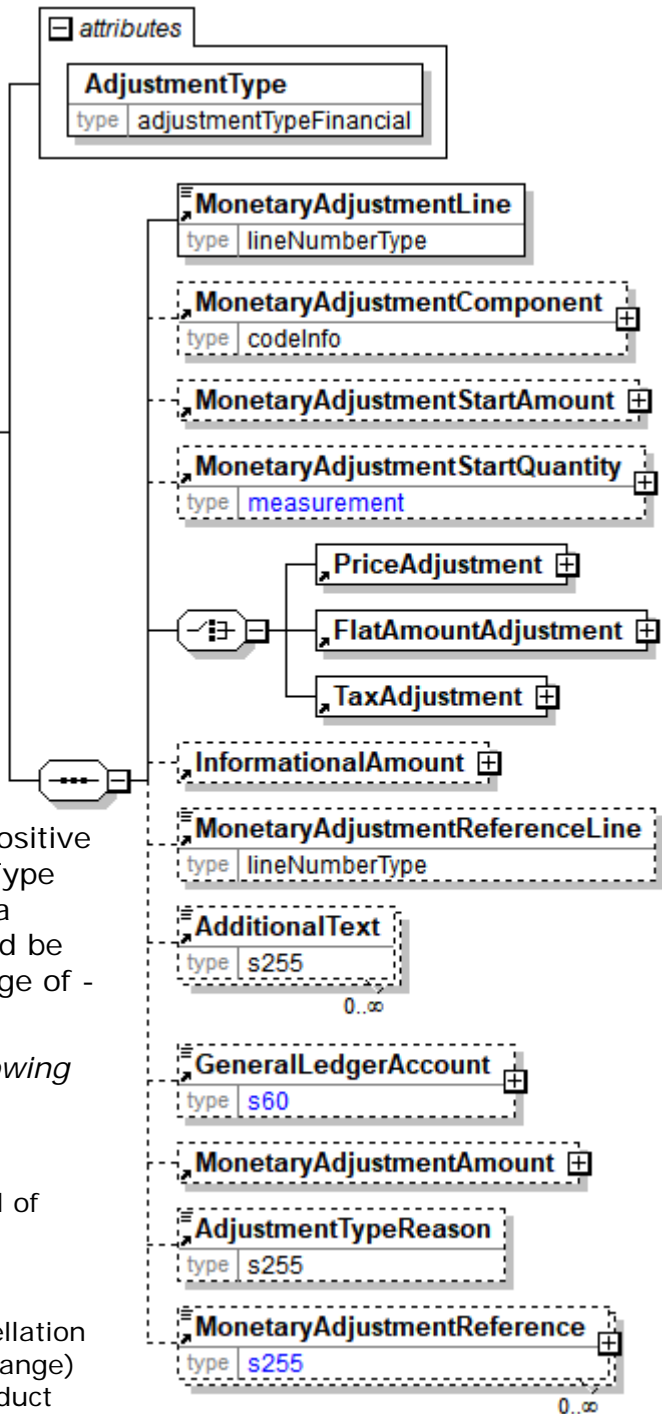 attributes
AdjustmentType
type adjustmentTypeFinancial
MonetaryAdjustmentLine
type lineNumberType
MonetaryAdjustmentComponent
type codeInfo
MonetaryAdjustmentStartAmount
MonetaryAdjustmentStartQuantity
type measurement
PriceAdjustment
FlatAmountAdjustment
TaxAdjustment
InformationalAmount
MonetaryAdjustmentReferenceLine
type lineNumberType
AdditionalText
type s255
0..∞
GeneralLedgerAccount
type s60
MonetaryAdjustmentAmount
AdjustmentTypeReason
type s255
MonetaryAdjustmentReference
type s255
0..∞
ositive
ype
a
d be
ge of -
owing
l of
ellation
ange)
duct